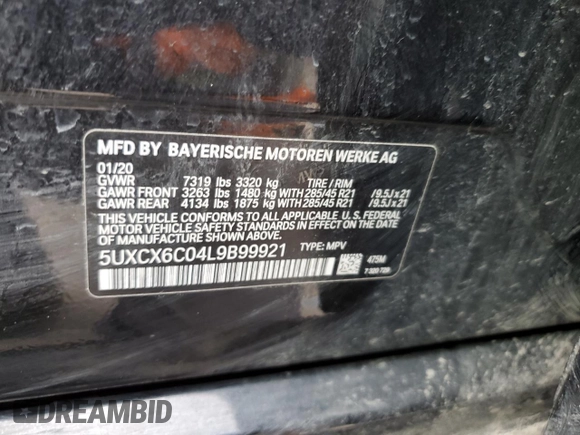 MFD BY BAYERISCHE MOTOREN WERKE AG
01/20
GVWR 7319 lbs 3320 kg TIRE / RIM
GAWR FRONT 3263 lbs 1480 kg WITH 285/45 R21 /9.5Jx21
GAWR REAR 4134 lbs 1875 kg WITH 285/45 R21 /9.5Jx21
THIS VEHICLE CONFORMS TO ALL APPLICABLE U. S. FEDERAL
MOTOR VEHICLE SAFETY STANDARDS IN EFFECT ON THE DATE
OF MANUFACTURE SHOWN ABOVE.
5UXCX6C04L9B99921 TYPE: MPV 475M
7 300 726
DREAMBID